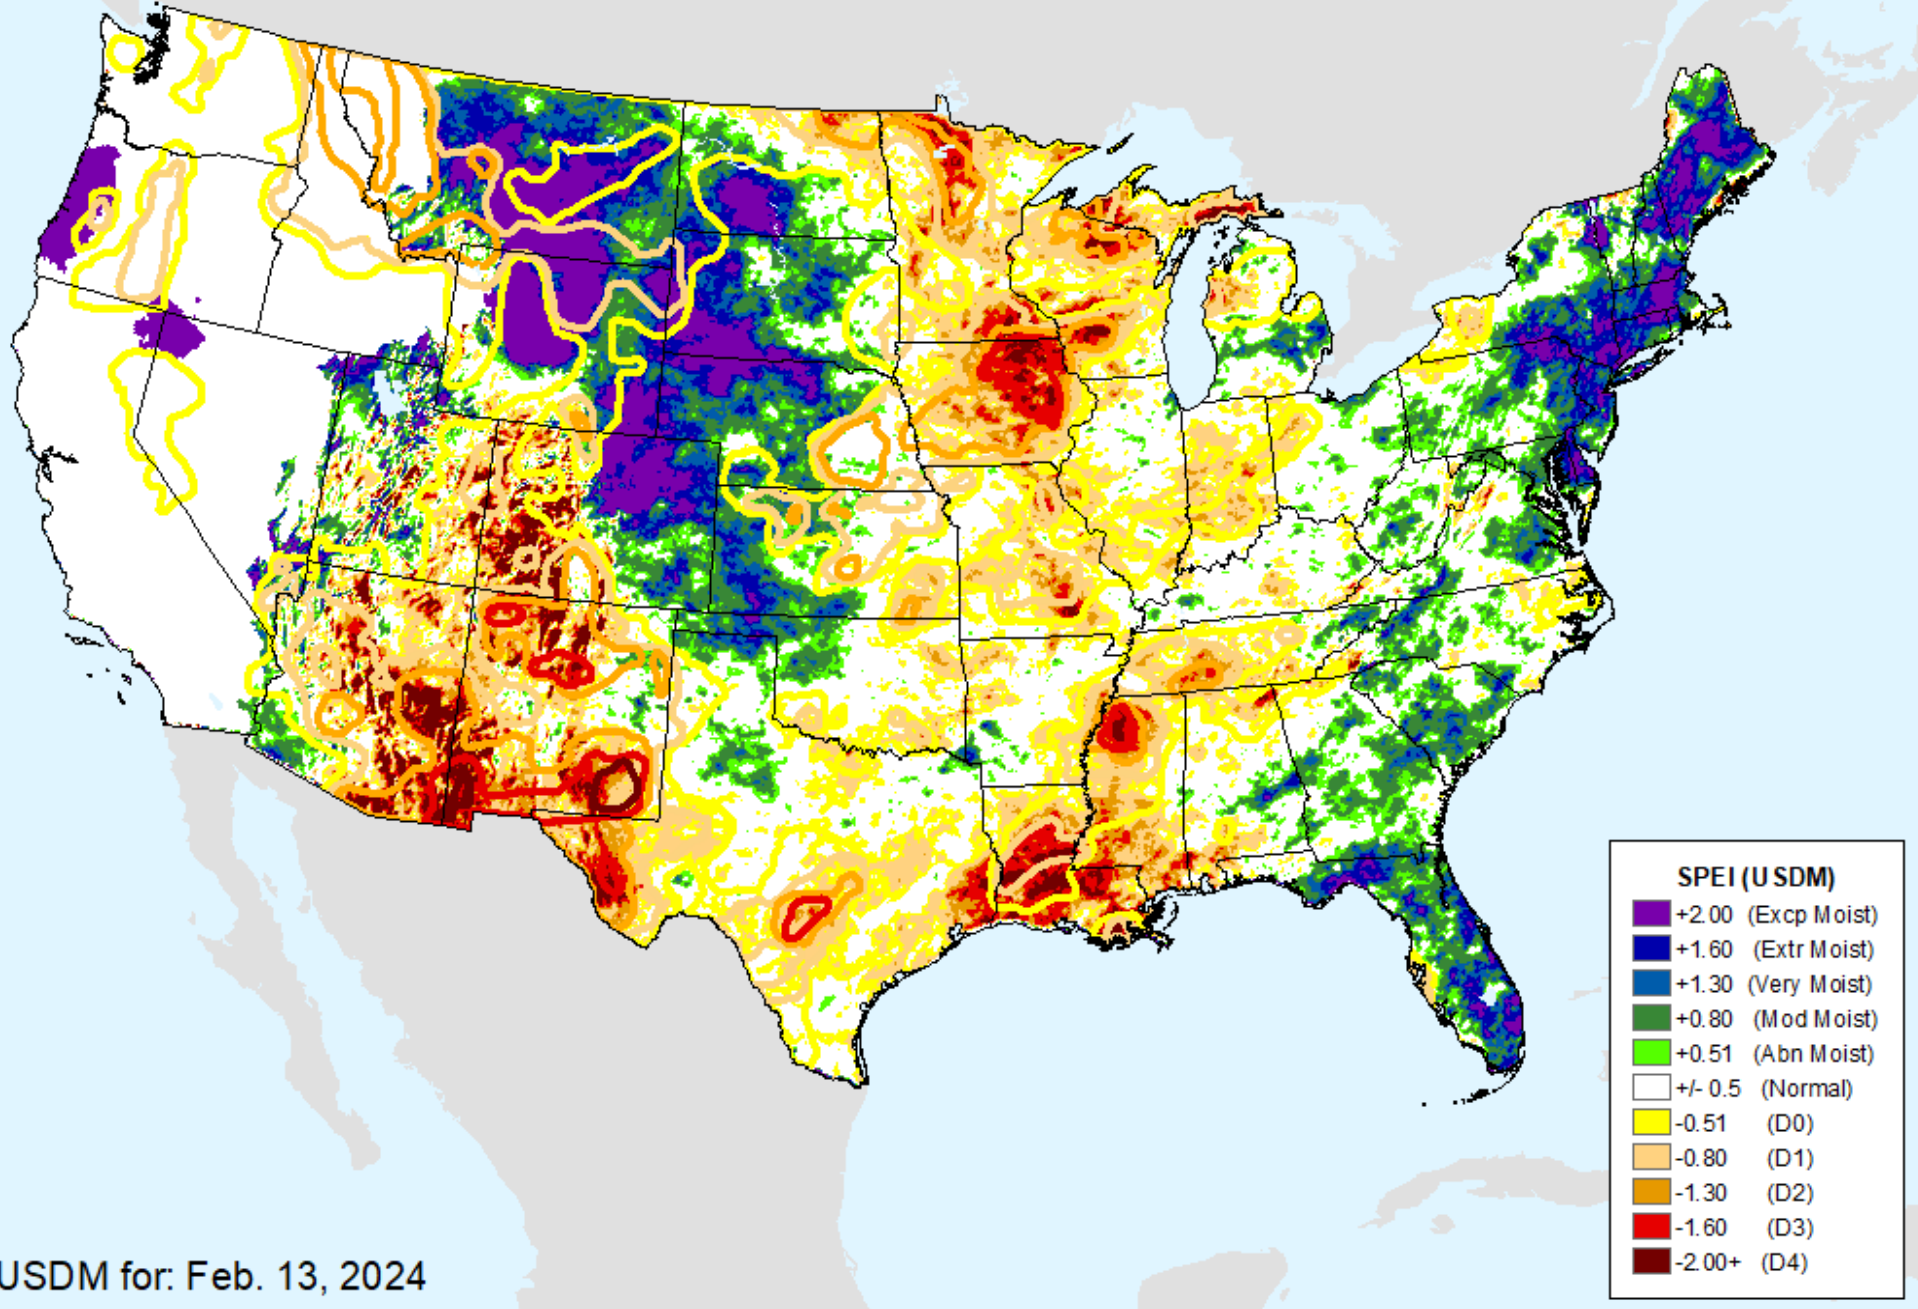 SPEI (USDM)
+2.00 (Excp Moist)
+1.60 (Extr Moist)
+1.30 (Very Moist)
+0.80 (Mod Moist)
+0.51 (Abn Moist)
+/- 0.5 (Normal)
-0.51 (D0)
-0.80 (D1)
-1.30 (D2)
-1.60 (D3)
-2.00+ (D4)
USDM for: Feb. 13, 2024